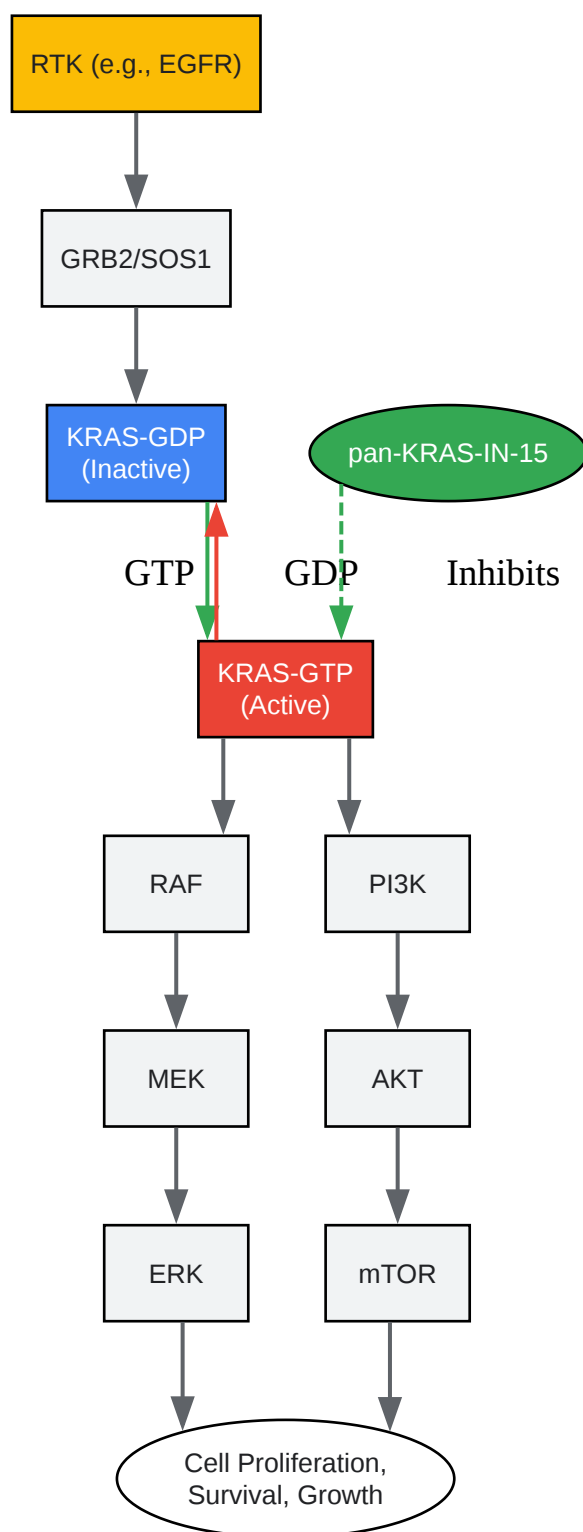 RTK (e.g., EGFR)
GRB2/SOS1
KRAS-GDP
(Inactive)
pan-KRAS-IN-15
GTP
GDP
Inhibits
KRAS-GTP
(Active)
RAF
PI3K
MEK
AKT
ERK
mTOR
Cell Proliferation,
Survival, Growth